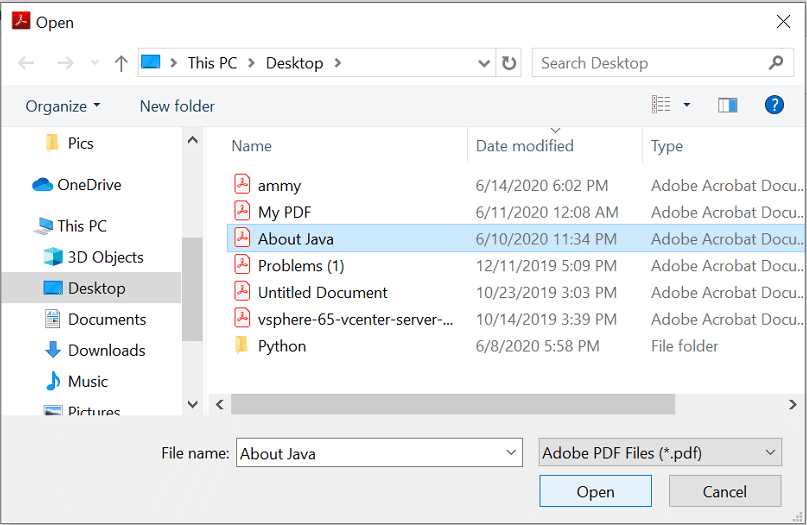 Open
This PC > Desktop >
Search Desktop
Organize
New folder
?
Name
Date modified
Type
Pics
OneDrive
This PC
3D Objects
Desktop
Documents
Downloads
Music
Pictures
ammy 6/14/2020 6:02 PM Adobe Acrobat Docu...
My PDF 6/11/2020 12:08 AM Adobe Acrobat Docu...
About Java 6/10/2020 11:34 PM Adobe Acrobat Docu...
Problems (1) 12/11/2019 5:09 PM Adobe Acrobat Docu...
Untitled Document 10/23/2019 3:03 PM Adobe Acrobat Docu...
vsphere-65-vcenter-server-... 10/14/2019 3:39 PM Adobe Acrobat Docu...
Python 6/8/2020 5:58 PM File folder
File name: About Java
Adobe PDF Files (*.pdf)
Open
Cancel